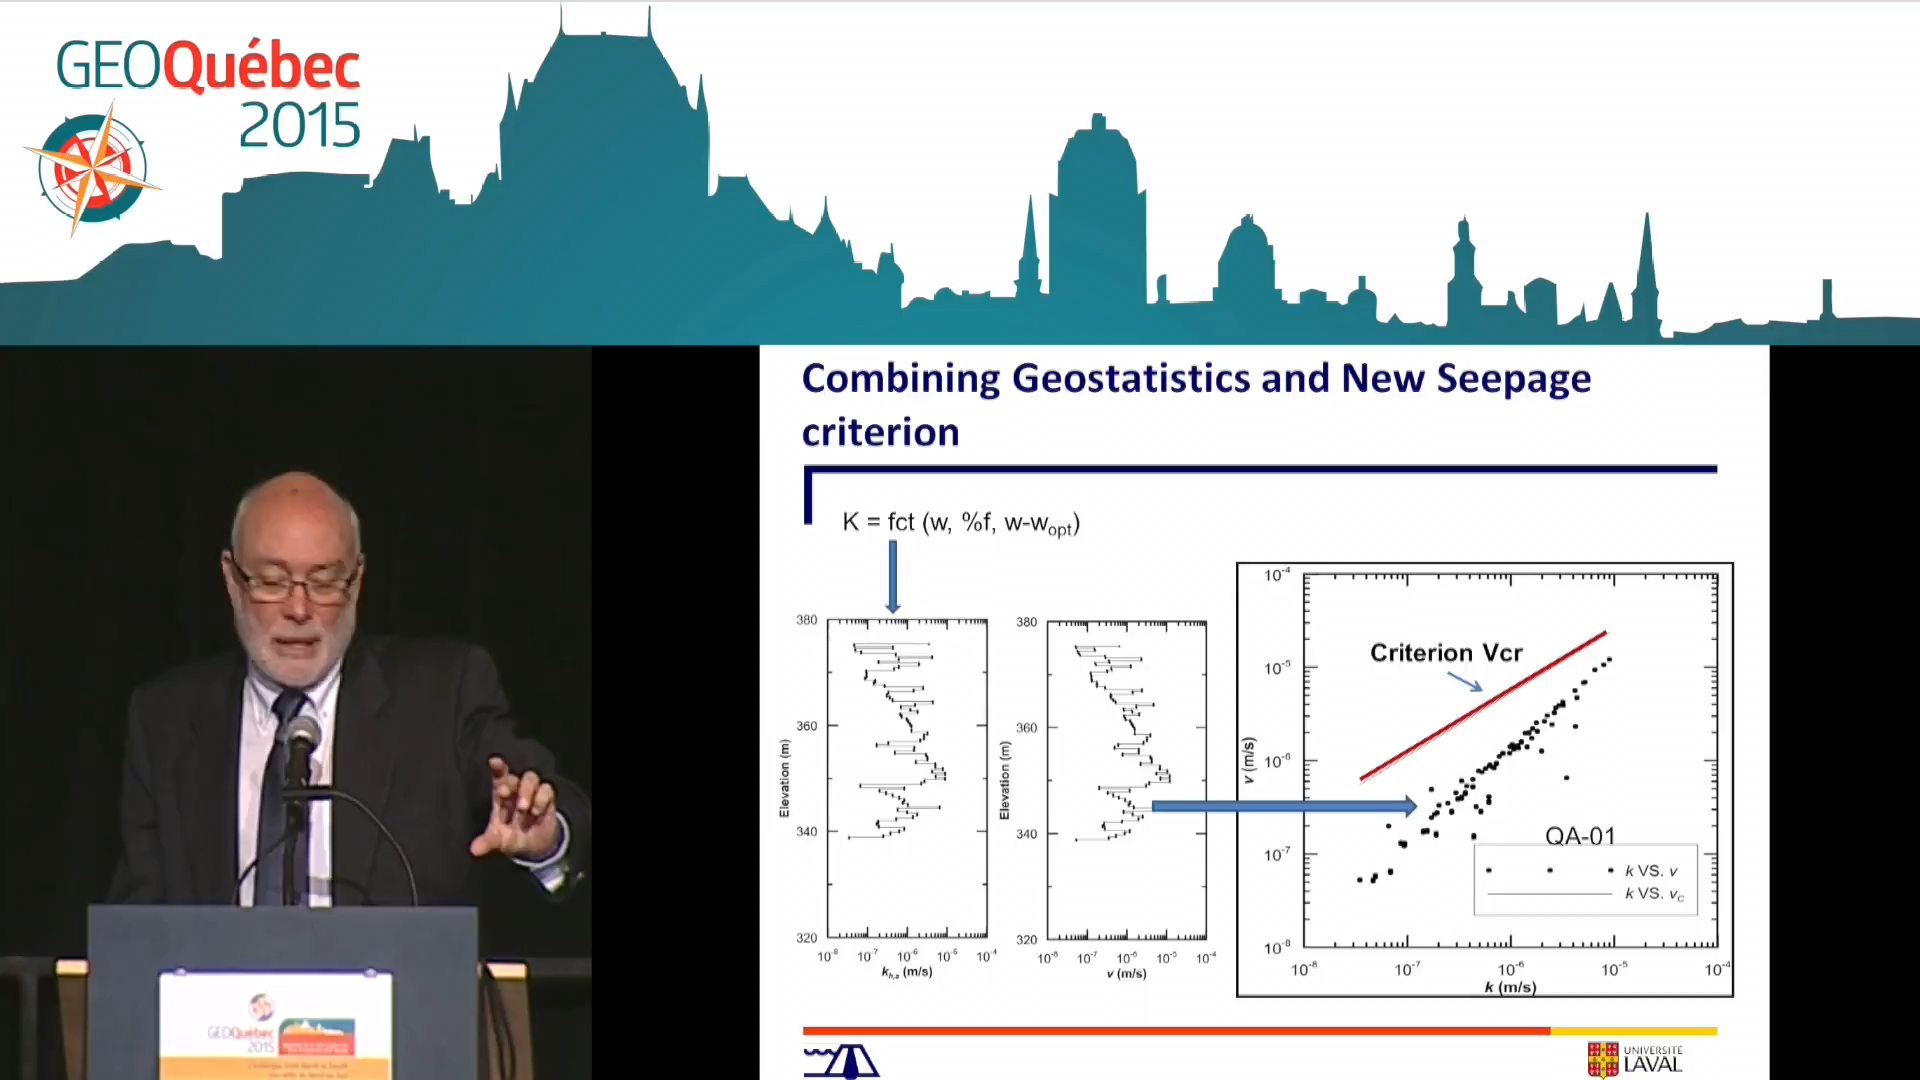 GEOQuébec
2015
Combining Geostatistics and New Seepage
criterion
K = fct (w, %f, w-wopt)
380
360
340
320
Elevation (m)
10-8 10-7 10-6 10-5 10-4
kh,s (m/s)
380
360
340
320
Elevation (m)
10-8 10-7 10-6 10-5 10-4
v (m/s)
10-4
10-5
10-6
10-7
10-8
v (m/s)
Criterion Vcr
QA-01
k VS. v
k VS. vc
10-8 10-7 10-6 10-5 10-4
k (m/s)
UNIVERSITÉ
LAVAL
GEOQuébec
2015